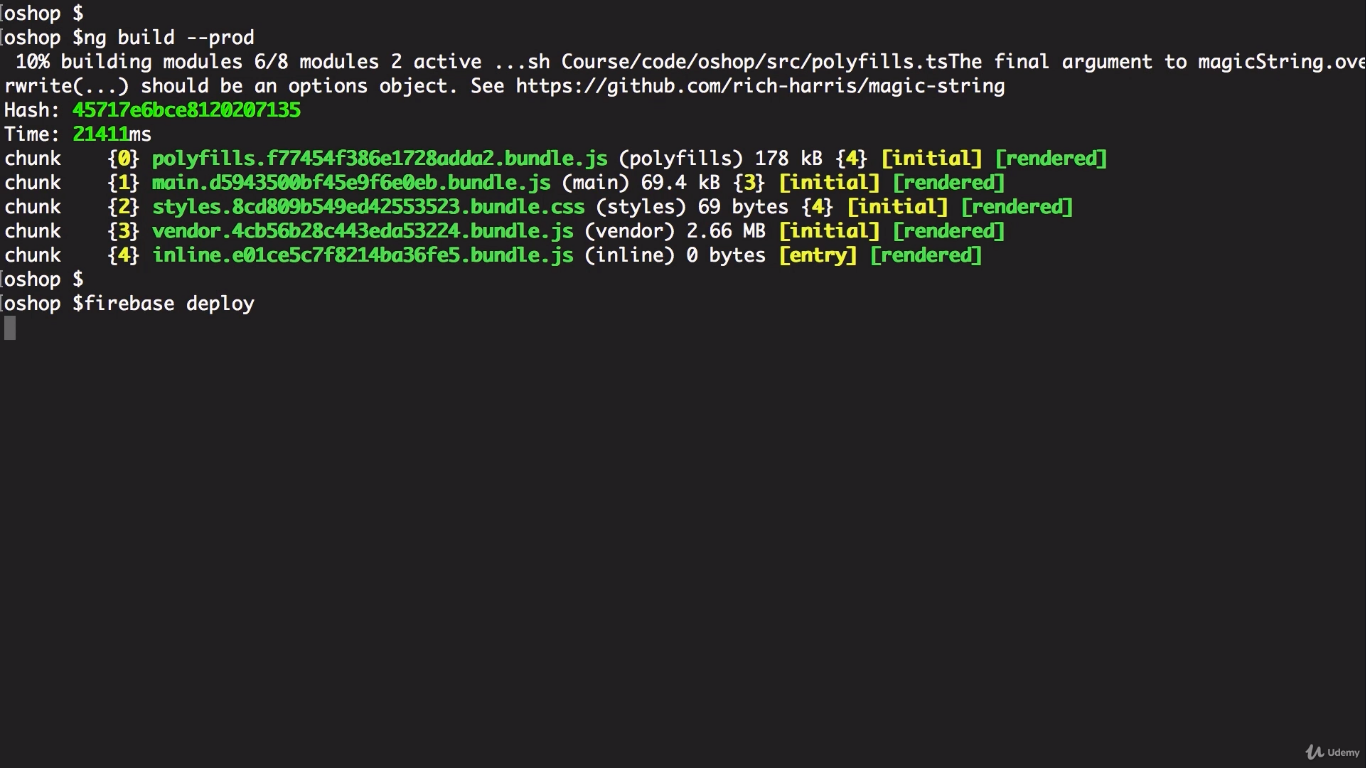 oshop $
oshop $ng build --prod
10% building modules 6/8 modules 2 active ...sh Course/code/oshop/src/polyfills.tsThe final argument to magicString.ove
rwrite(...) should be an options object. See https://github.com/rich-harris/magic-string
Hash: 45717e6bce8120207135
Time: 21411ms
chunk    {0} polyfills.f77454f386e1728adda2.bundle.js (polyfills) 178 kB {4} [initial] [rendered]
chunk    {1} main.d5943500bf45e9f6e0eb.bundle.js (main) 69.4 kB {3} [initial] [rendered]
chunk    {2} styles.8cd809b549ed42553523.bundle.css (styles) 69 bytes {4} [initial] [rendered]
chunk    {3} vendor.4cb56b28c443eda53224.bundle.js (vendor) 2.66 MB [initial] [rendered]
chunk    {4} inline.e01ce5c7f8214ba36fe5.bundle.js (inline) 0 bytes [entry] [rendered]
oshop $
oshop $firebase deploy
Udemy